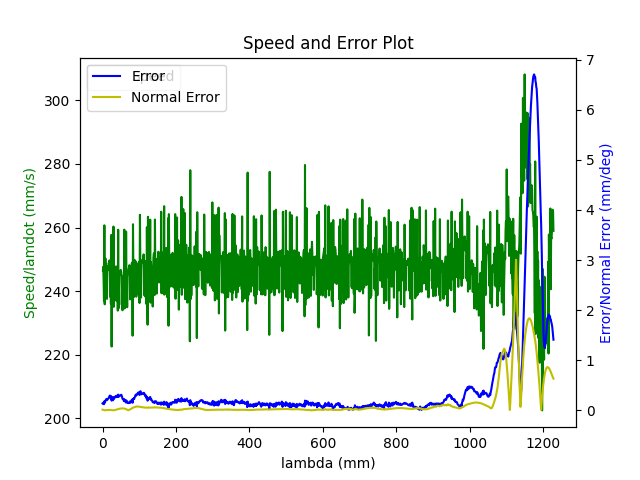 Speed and Error Plot
Error
Normal Error
Speed/lamdot (mm/s)
300
280
260
240
220
200
7
6
5
4
3
2
1
0
Error/Normal Error (mm/deg)
0 200 400 600 800 1000 1200
lambda (mm)